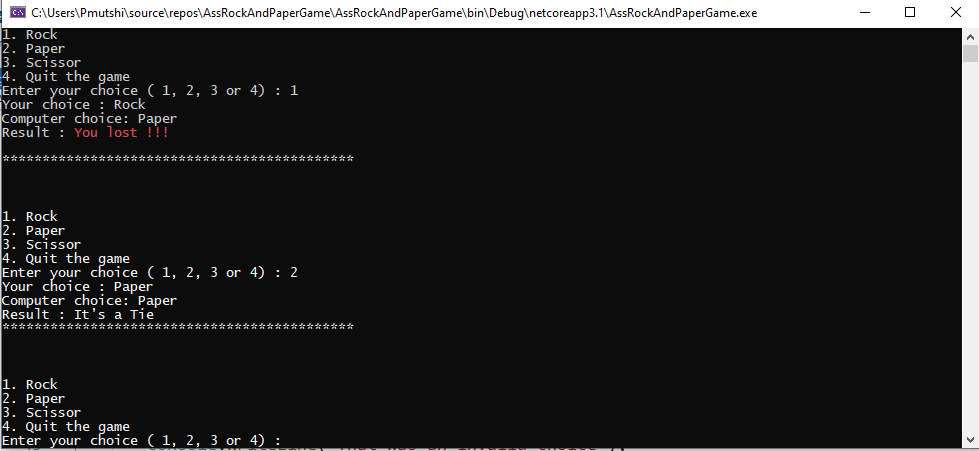 C:\Users\Pmutshi\source\repos\AssRockAndPaperGame\AssRockAndPaperGame\bin\Debug\netcoreapp3.1\AssRockAndPaperGame.exe
1. Rock
2. Paper
3. Scissor
4. Quit the game
Enter your choice ( 1, 2, 3 or 4) : 1
Your choice : Rock
Computer choice: Paper
Result : You lost !!!
********************************************
1. Rock
2. Paper
3. Scissor
4. Quit the game
Enter your choice ( 1, 2, 3 or 4) : 2
Your choice : Paper
Computer choice: Paper
Result : It's a Tie
********************************************
1. Rock
2. Paper
3. Scissor
4. Quit the game
Enter your choice ( 1, 2, 3 or 4) :